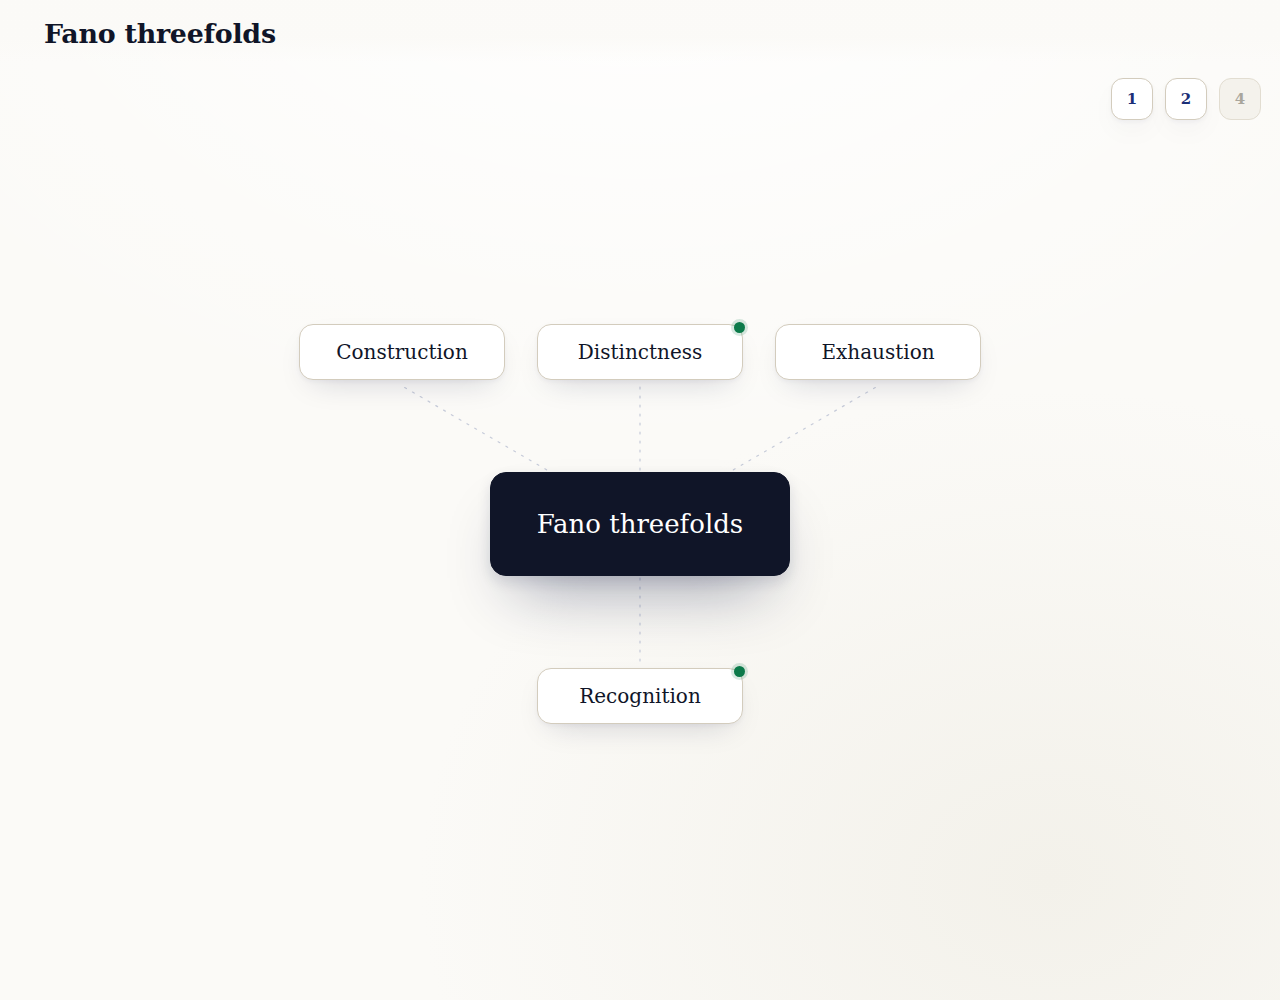 Fano threefolds
1 2 4
Construction Distinctness Exhaustion
Fano threefolds
Recognition